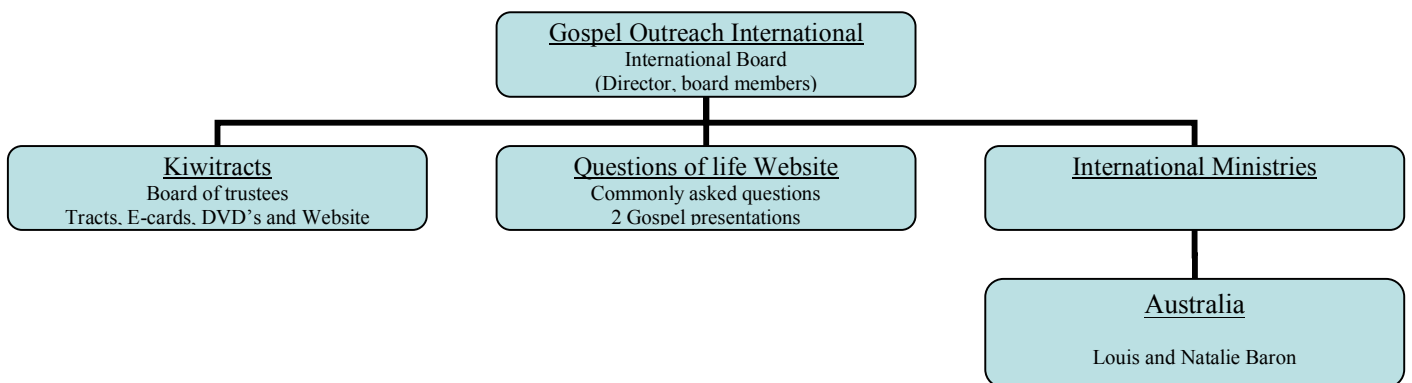 Gospel Outreach International
International Board
(Director, board members)
Kiwitracts
Board of trustees
Tracts, E-cards, DVD’s and Website
Questions of life Website
Commonly asked questions
2 Gospel presentations
International Ministries
Australia
Louis and Natalie Baron